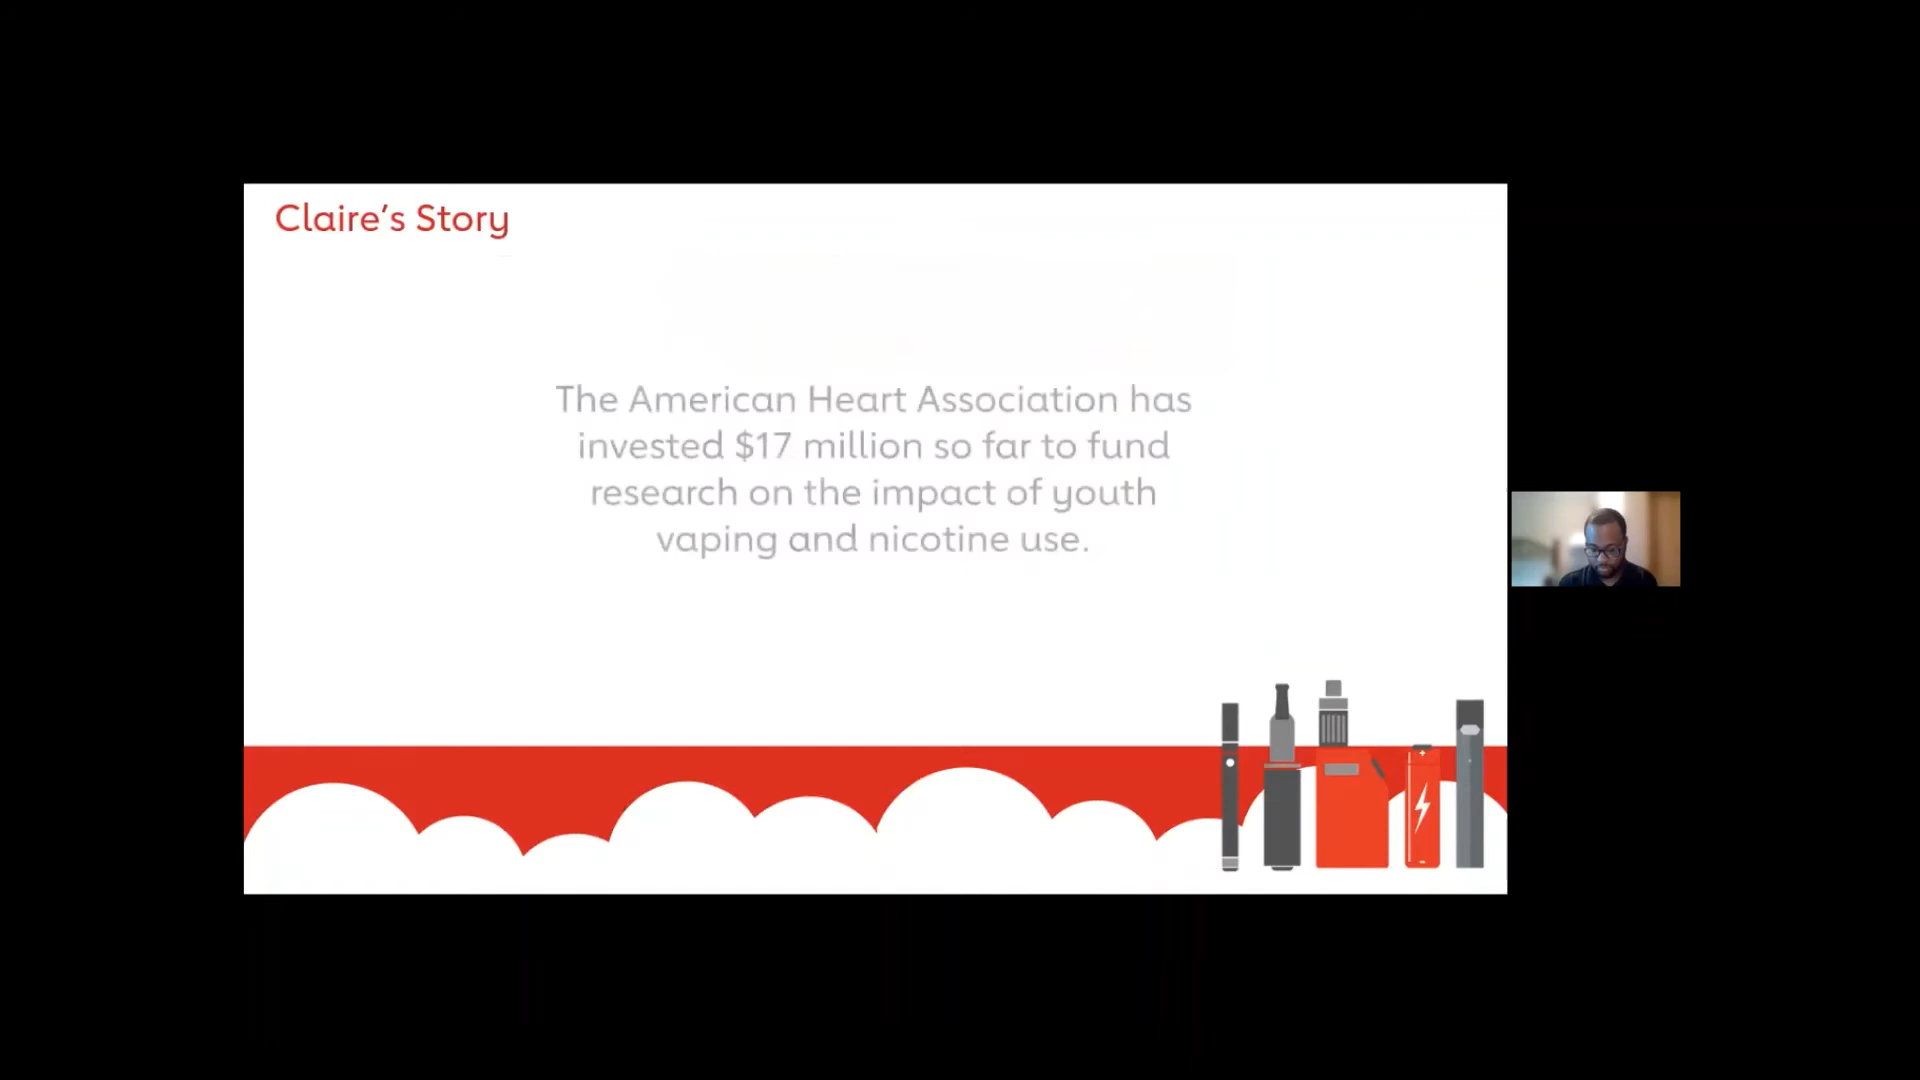 Claire's Story
The American Heart Association has
invested $17 million so far to fund
research on the impact of youth
vaping and nicotine use.